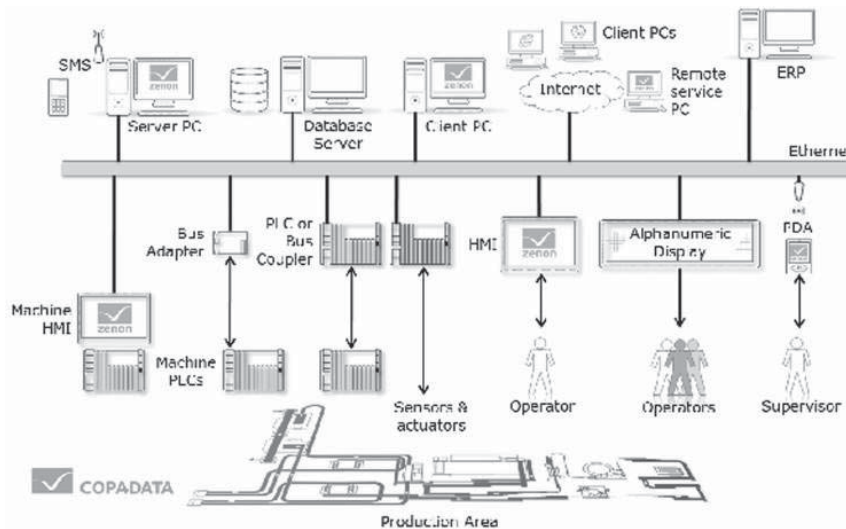 SMS
zenon
Server PC
Database
Server
zenon
Client PC
Client PCs
Internet
zenon
Remote
service
PC
ERP
Etherne
Bus
Adapter
PLC or
Bus
Coupler
HMI
zenon
Alphanumeric
Display
PDA
Machine
HMI
zenon
Machine
PLCs
Sensors &
actuators
Operator
Operators
Supervisor
COPADATA
Production Area